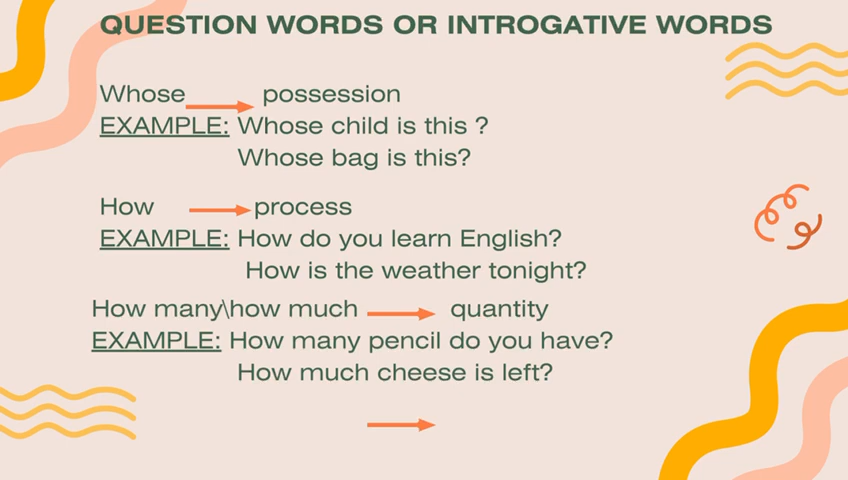 QUESTION WORDS OR INTROGATIVE WORDS
Whose possession
EXAMPLE: Whose child is this ?
Whose bag is this?
How process
EXAMPLE: How do you learn English?
How is the weather tonight?
How many\how much quantity
EXAMPLE: How many pencil do you have?
How much cheese is left?